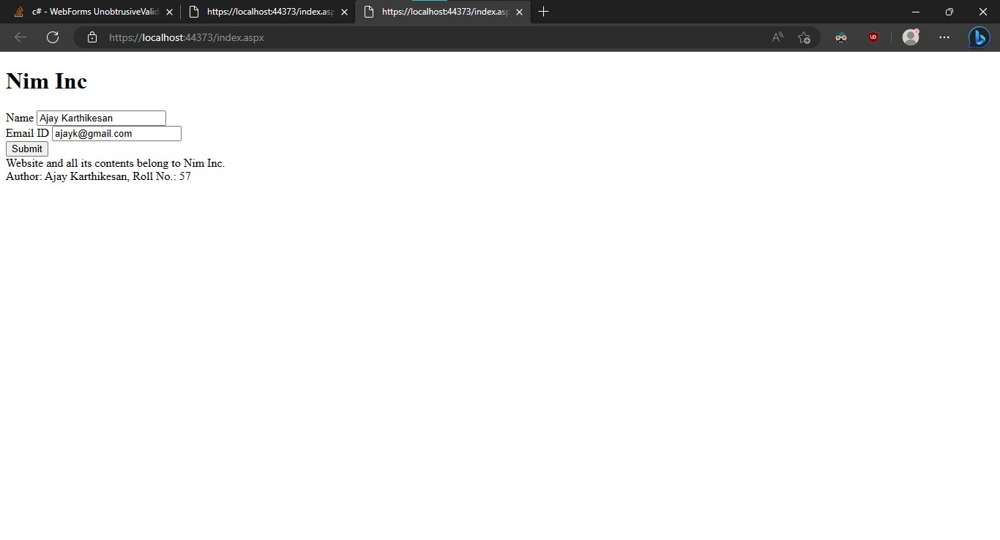 c# - WebForms UnobtrusiveValid
https://localhost:44373/index.asp
https://localhost:44373/index.asp
https://localhost:44373/index.aspx
Nim Inc
Name Ajay Karthikesan
Email ID ajayk@gmail.com
Submit
Website and all its contents belong to Nim Inc.
Author: Ajay Karthikesan, Roll No.: 57